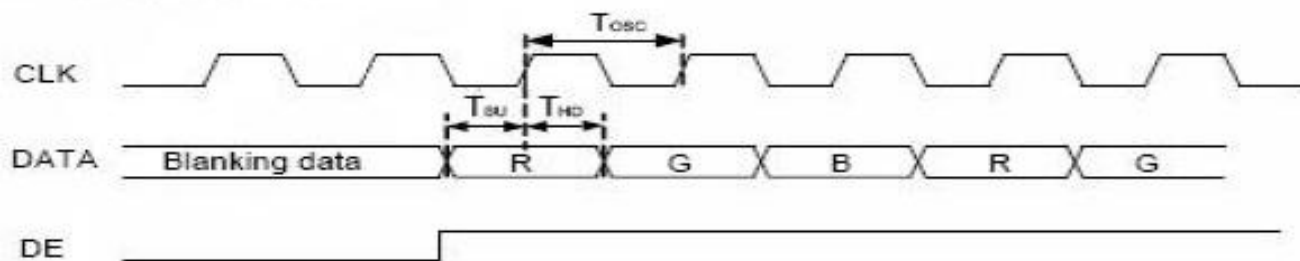 Tosc
CLK
TSU THD
DATA Blanking data R G B R G
DE